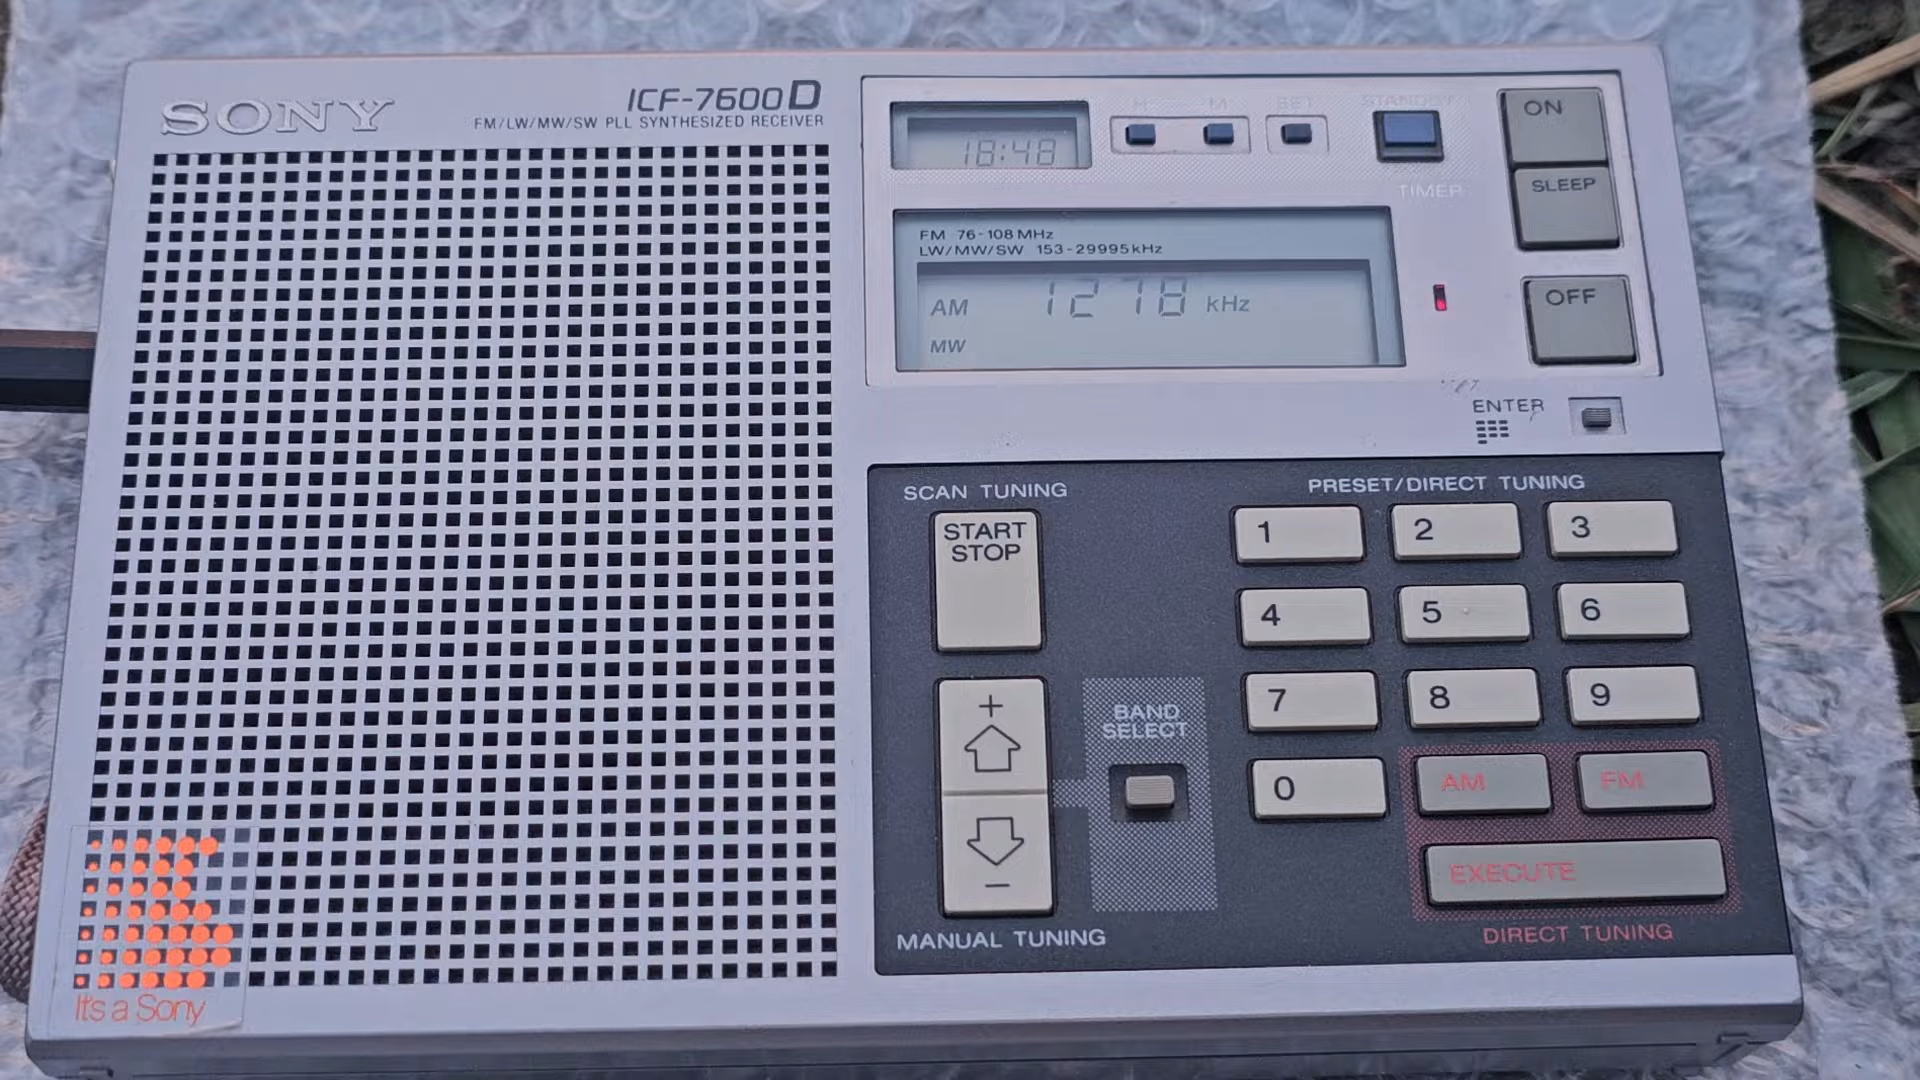 SONY
ICF-7600D
FM/LW/MW/SW PLL SYNTHESIZED RECEIVER
18:48
H M SET STANDBY
TIMER
ON
SLEEP
OFF
FM 76-108 MHz
LW/MW/SW 153-29995 kHz
AM 1278 kHz
MW
ENTER
SCAN TUNING
START
STOP
+
BAND
SELECT
-
MANUAL TUNING
PRESET/DIRECT TUNING
1 2 3
4 5 6
7 8 9
0 AM FM
EXECUTE
DIRECT TUNING
It's a Sony